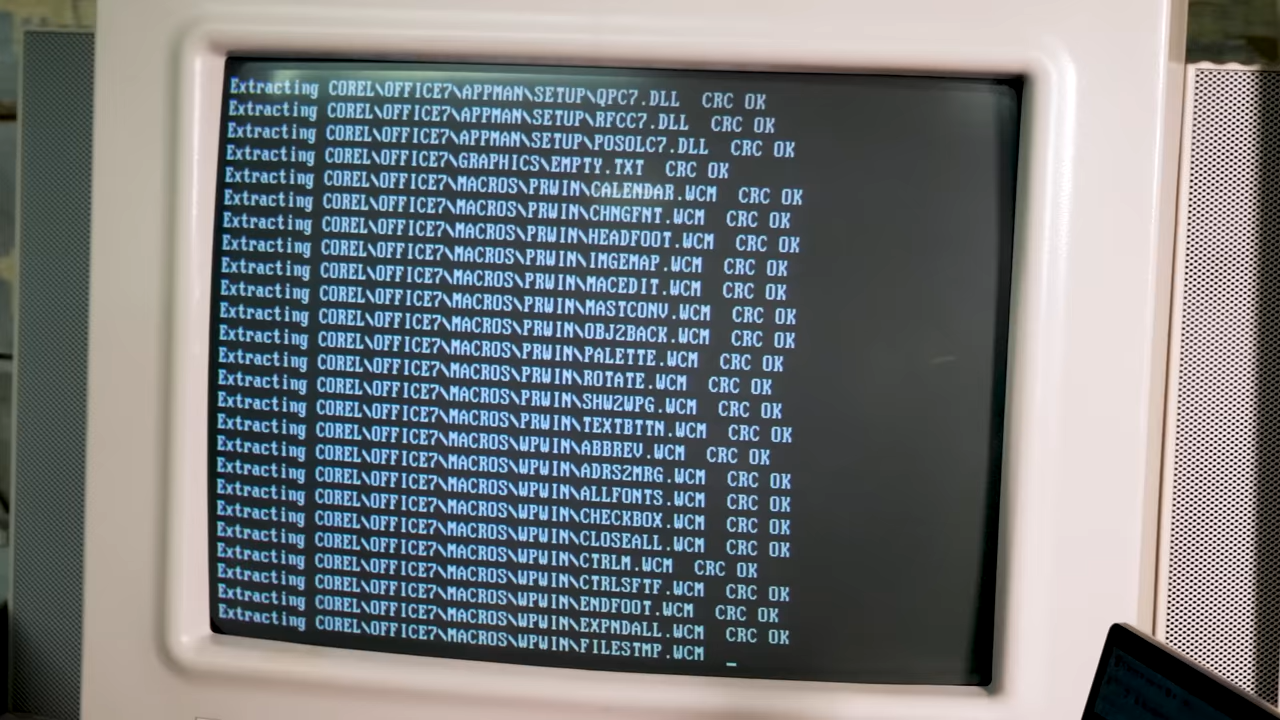 Extracting COREL\OFFICE7\APPMAN\SETUP\QPC7.DLL  CRC OK
Extracting COREL\OFFICE7\APPMAN\SETUP\RFCC7.DLL  CRC OK
Extracting COREL\OFFICE7\APPMAN\SETUP\POSOLC7.DLL  CRC OK
Extracting COREL\OFFICE7\GRAPHICS\EMPTY.TXT  CRC OK
Extracting COREL\OFFICE7\MACROS\PRWIN\CALENDAR.WCM  CRC OK
Extracting COREL\OFFICE7\MACROS\PRWIN\CHNGFNT.WCM  CRC OK
Extracting COREL\OFFICE7\MACROS\PRWIN\HEADFOOT.WCM  CRC OK
Extracting COREL\OFFICE7\MACROS\PRWIN\IMGEMAP.WCM  CRC OK
Extracting COREL\OFFICE7\MACROS\PRWIN\MACEDIT.WCM  CRC OK
Extracting COREL\OFFICE7\MACROS\PRWIN\MASTCONV.WCM  CRC OK
Extracting COREL\OFFICE7\MACROS\PRWIN\OBJ2BACK.WCM  CRC OK
Extracting COREL\OFFICE7\MACROS\PRWIN\PALETTE.WCM  CRC OK
Extracting COREL\OFFICE7\MACROS\PRWIN\ROTATE.WCM  CRC OK
Extracting COREL\OFFICE7\MACROS\PRWIN\SHW2WPG.WCM  CRC OK
Extracting COREL\OFFICE7\MACROS\PRWIN\TEXTBTTN.WCM  CRC OK
Extracting COREL\OFFICE7\MACROS\WPWIN\ABBREV.WCM  CRC OK
Extracting COREL\OFFICE7\MACROS\WPWIN\ADRS2MRG.WCM  CRC OK
Extracting COREL\OFFICE7\MACROS\WPWIN\ALLFONTS.WCM  CRC OK
Extracting COREL\OFFICE7\MACROS\WPWIN\CHECKBOX.WCM  CRC OK
Extracting COREL\OFFICE7\MACROS\WPWIN\CLOSEALL.WCM  CRC OK
Extracting COREL\OFFICE7\MACROS\WPWIN\CTRLM.WCM  CRC OK
Extracting COREL\OFFICE7\MACROS\WPWIN\CTRLSFTF.WCM  CRC OK
Extracting COREL\OFFICE7\MACROS\WPWIN\ENDFOOT.WCM  CRC OK
Extracting COREL\OFFICE7\MACROS\WPWIN\EXPNDALL.WCM  CRC OK
Extracting COREL\OFFICE7\MACROS\WPWIN\FILESTMP.WCM  _